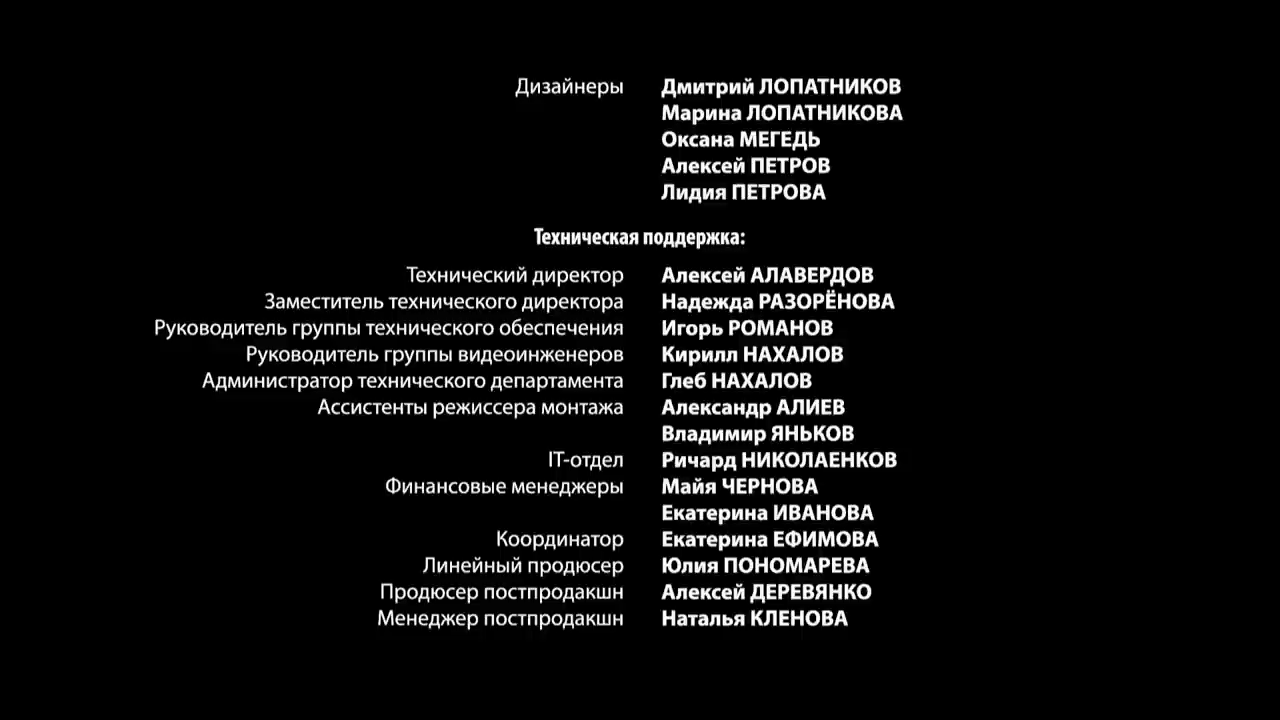 Дизайнеры Дмитрий ЛОПАТНИКОВ
Марина ЛОПАТНИКОВА
Оксана МЕГЕДЬ
Алексей ПЕТРОВ
Лидия ПЕТРОВА
Техническая поддержка:
Технический директор Алексей АЛАВЕРДОВ
Заместитель технического директора Надежда РАЗОРЁНОВА
Руководитель группы технического обеспечения Игорь РОМАНОВ
Руководитель группы видеоинженеров Кирилл НАХАЛОВ
Администратор технического департамента Глеб НАХАЛОВ
Ассистенты режиссера монтажа Александр АЛИЕВ
Владимир ЯНЬКОВ
IT-отдел Ричард НИКОЛАЕНКОВ
Финансовые менеджеры Майя ЧЕРНОВА
Екатерина ИВАНОВА
Координатор Екатерина ЕФИМОВА
Линейный продюсер Юлия ПОНОМАРЕВА
Продюсер постпродакшн Алексей ДЕРЕВЯНКО
Менеджер постпродакшн Наталья КЛЕНОВА